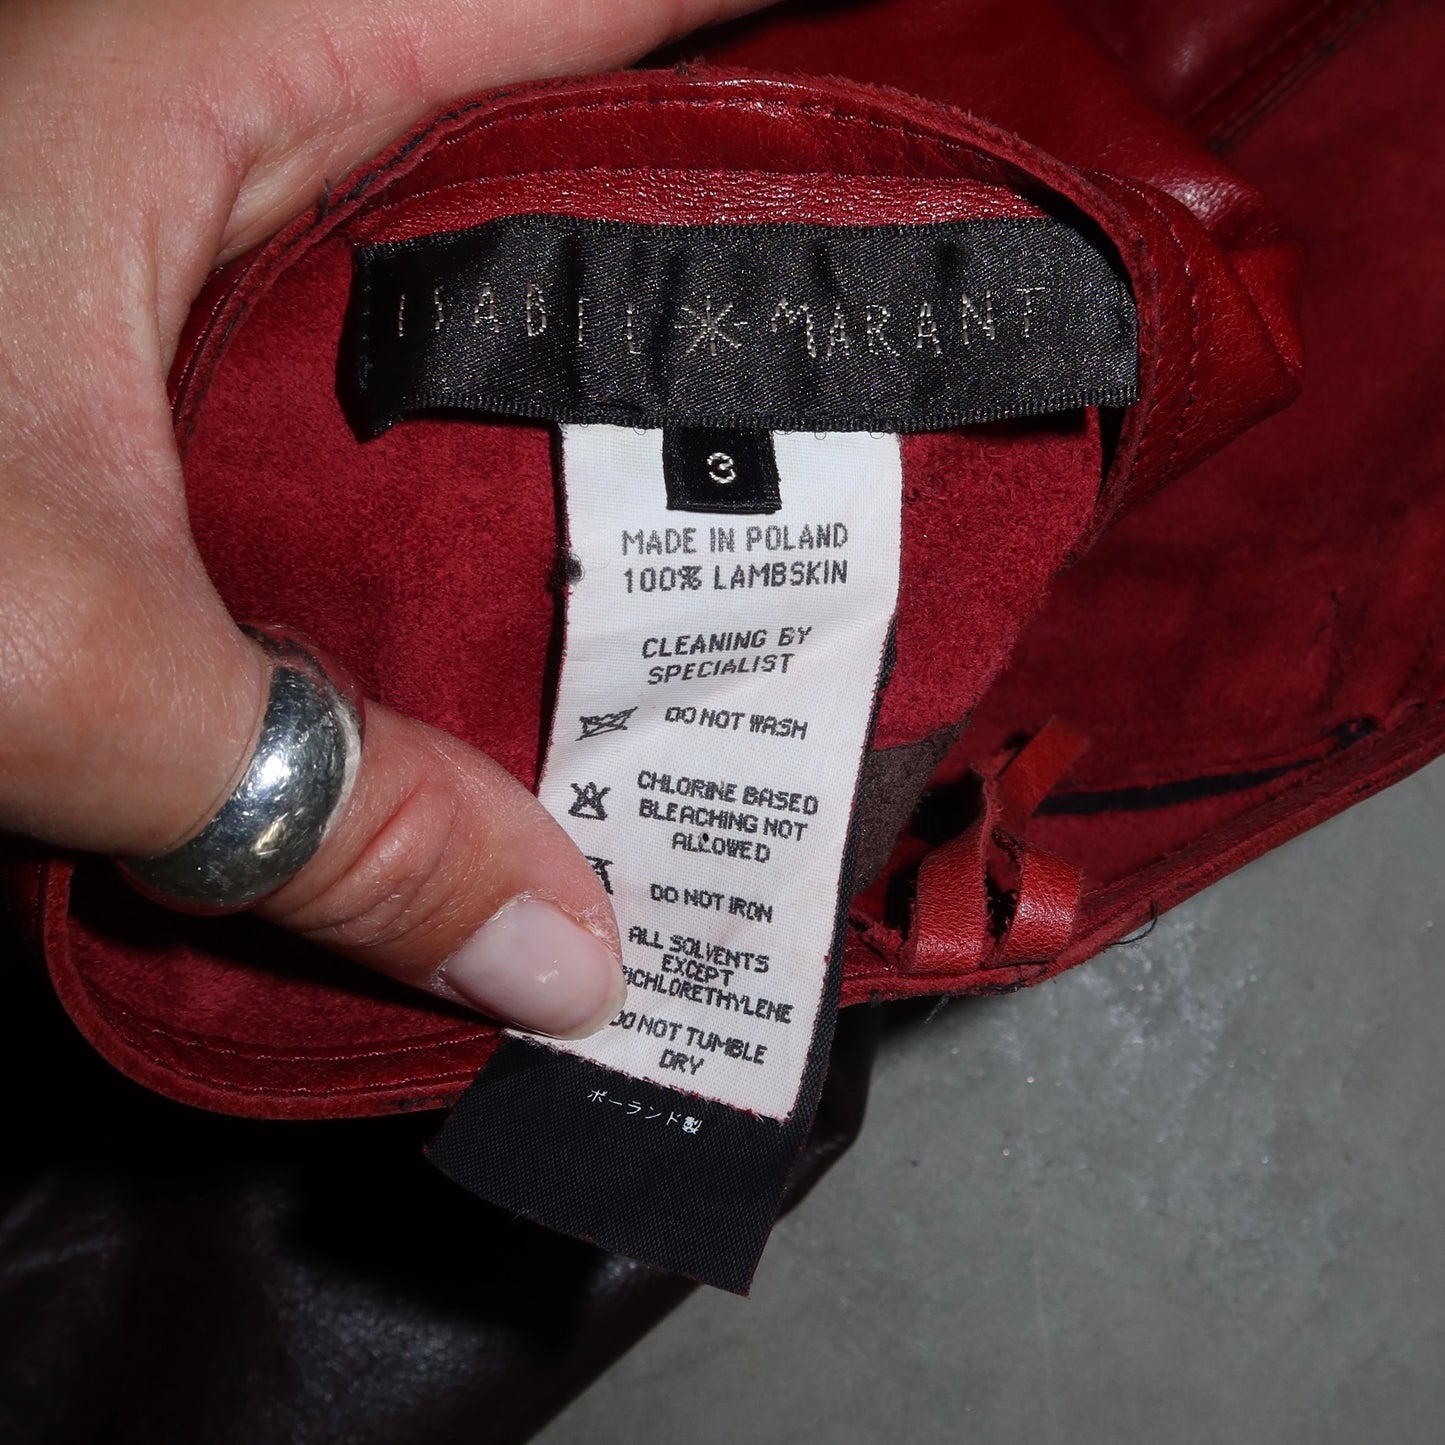 ISABEL MARANT
3
MADE IN POLAND
100% LAMBSKIN
CLEANING BY
SPECIALIST
DO NOT WASH
CHLORINE BASED
BLEACHING NOT
ALLOWED
DO NOT IRON
ALL SOLVENTS
EXCEPT
ICHLORETHYLENE
DO NOT TUMBLE
DRY
ポーランド製